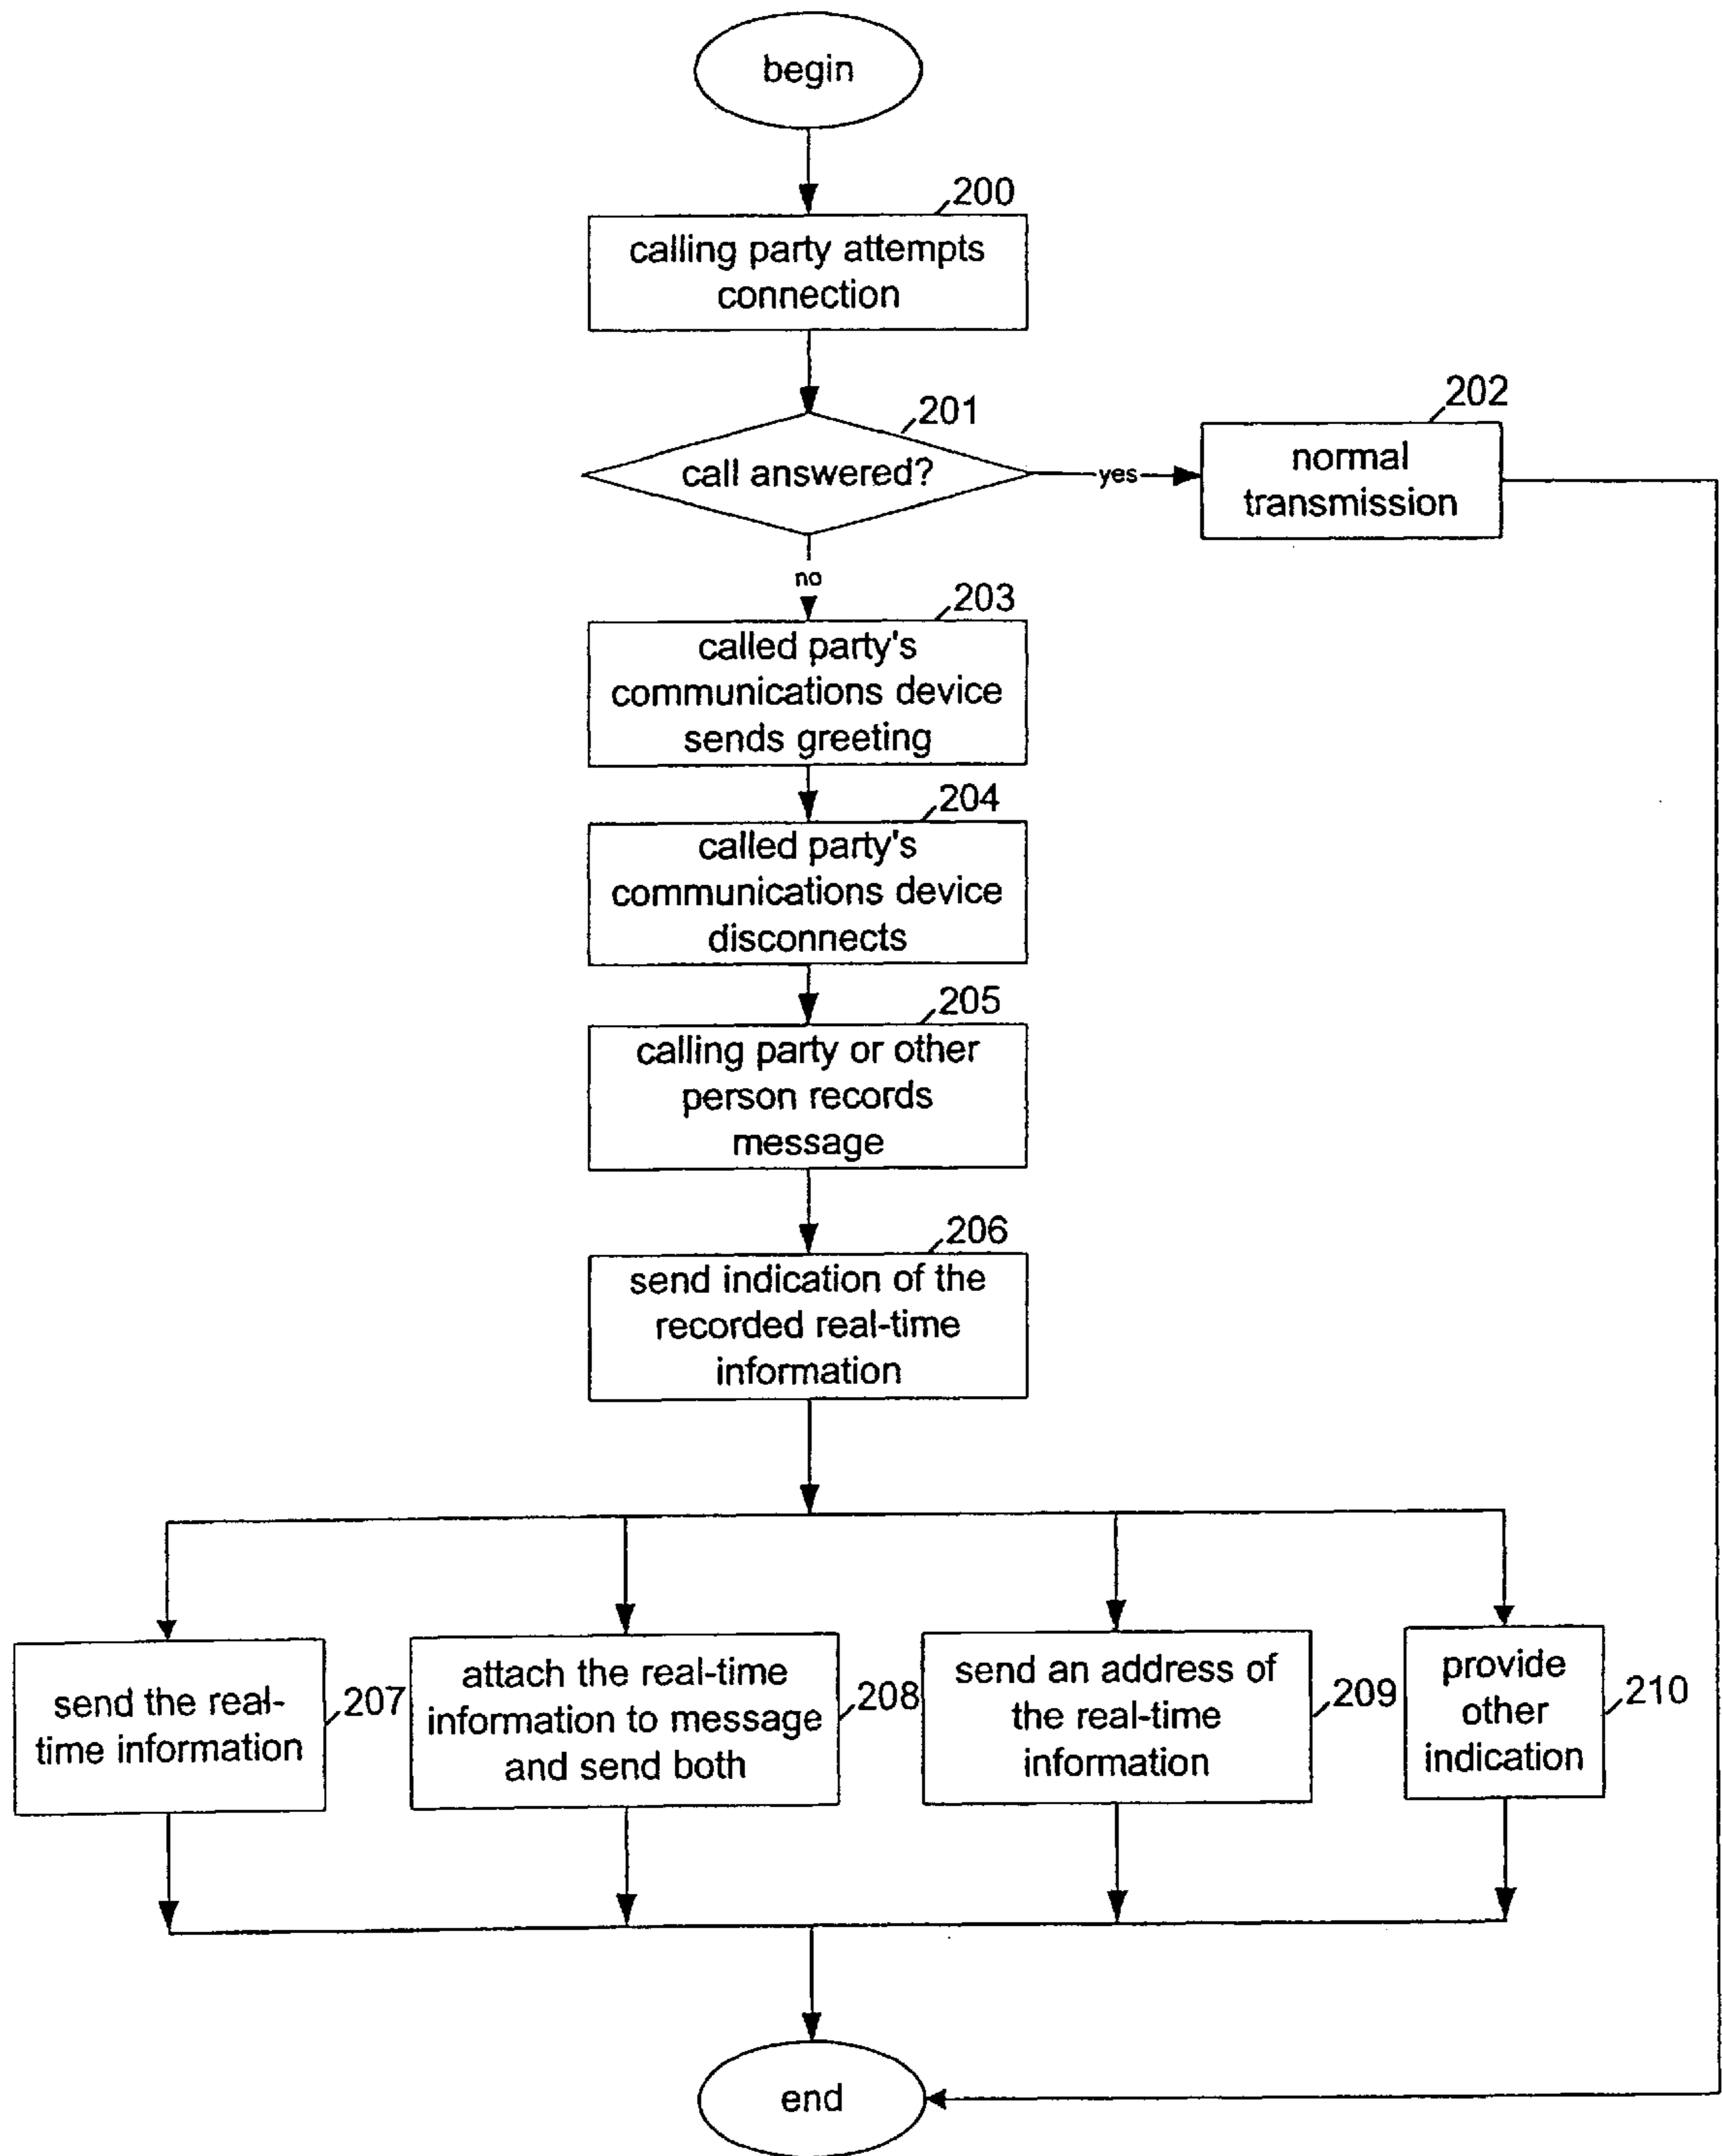 begin
200
calling party attempts
connection
201
call answered?
yes
202
normal
transmission
no
203
called party's
communications device
sends greeting
204
called party's
communications device
disconnects
205
calling party or other
person records
message
206
send indication of the
recorded real-time
information
send the real-
time information
207
attach the real-time
information to message
and send both
208
send an address of
the real-time
information
209
provide
other
indication
210
end